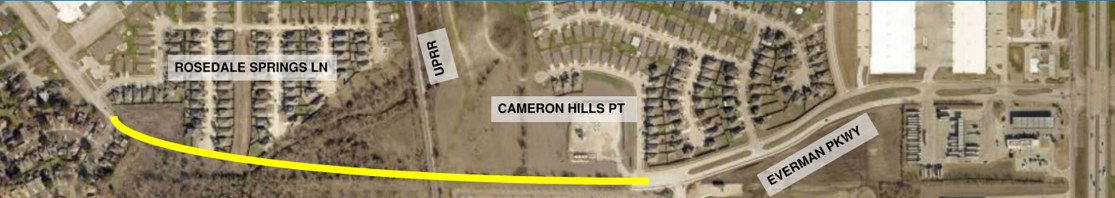 ROSEDALE SPRINGS LN
UPRR
CAMERON HILLS PT
EVERMAN PKWY